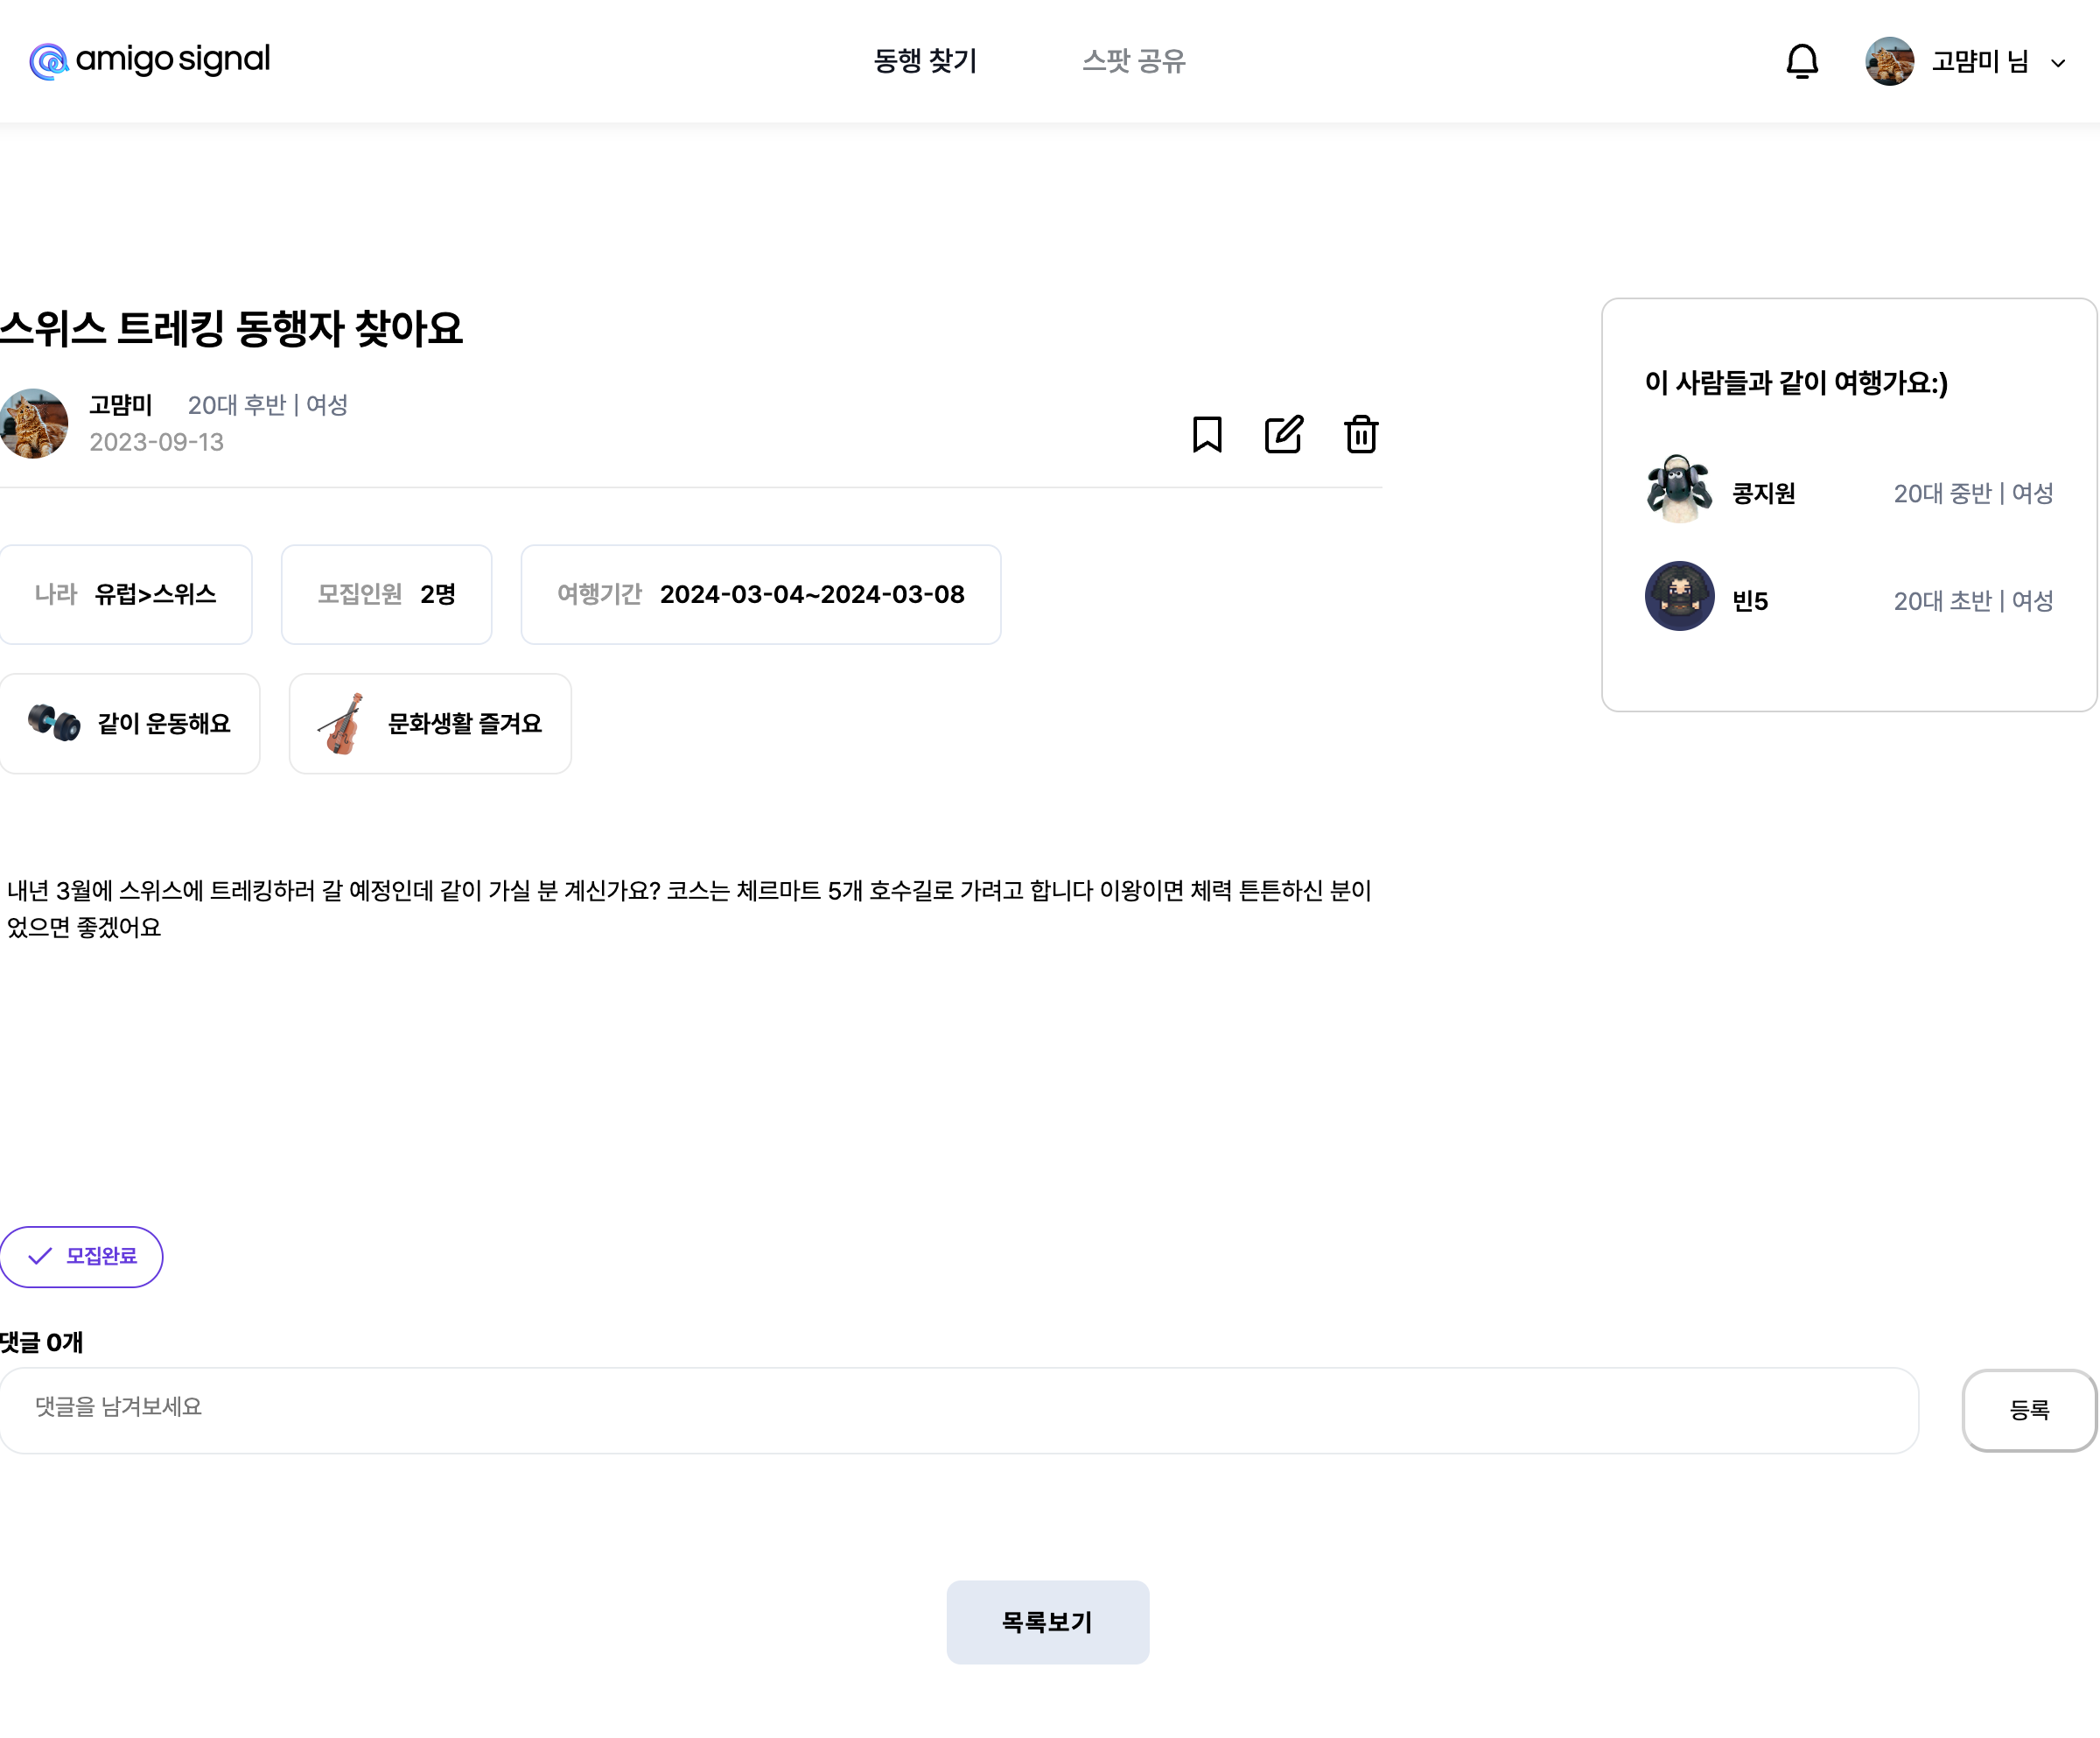 amigo signal
동행 찾기
스팟 공유
고먐미 님
스위스 트레킹 동행자 찾아요
고먐미 20대 후반 | 여성
2023-09-13
나라 유럽>스위스
모집인원 2명
여행기간 2024-03-04~2024-03-08
같이 운동해요
문화생활 즐겨요
내년 3월에 스위스에 트레킹하러 갈 예정인데 같이 가실 분 계신가요? 코스는 체르마트 5개 호수길로 가려고 합니다 이왕이면 체력 튼튼하신 분이
었으면 좋겠어요
이 사람들과 같이 여행가요:)
콩지원 20대 중반 | 여성
빈5 20대 초반 | 여성
모집완료
댓글 0개
댓글을 남겨보세요
등록
목록보기